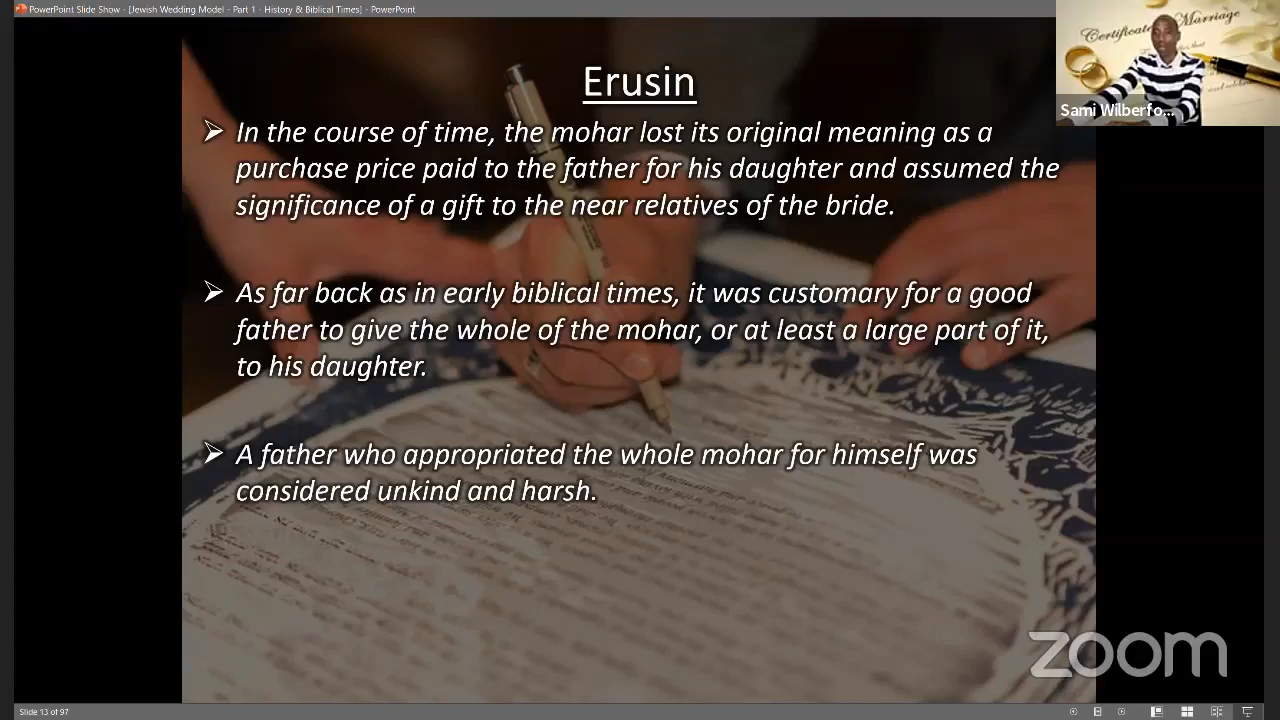 PowerPoint Slide Show - [Jewish Wedding Model - Part 1 - History & Biblical Times] - PowerPoint
Certificate Marriage
Sami Wilberfo...
Erusin
➢ In the course of time, the mohar lost its original meaning as a
purchase price paid to the father for his daughter and assumed the
significance of a gift to the near relatives of the bride.
➢ As far back as in early biblical times, it was customary for a good
father to give the whole of the mohar, or at least a large part of it,
to his daughter.
➢ A father who appropriated the whole mohar for himself was
considered unkind and harsh.
zoom
Slide 13 of 97